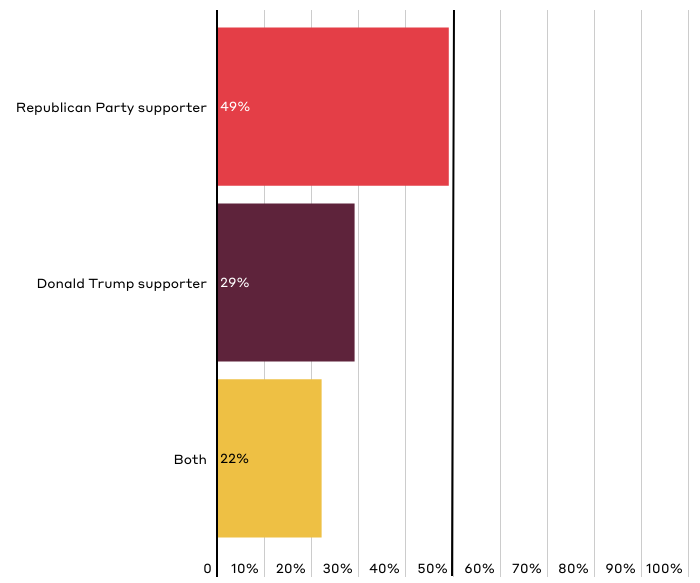 Republican Party supporter 49%
Donald Trump supporter 29%
Both 22%
0 10% 20% 30% 40% 50% 60% 70% 80% 90% 100%